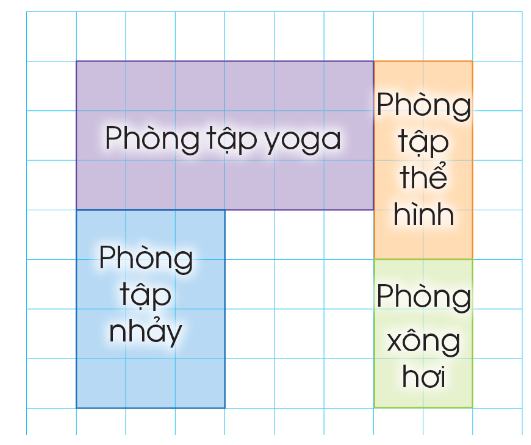 Phòng tập yoga
Phòng
tập
thể
hình
Phòng
tập
nhảy
Phòng
xông
hơi